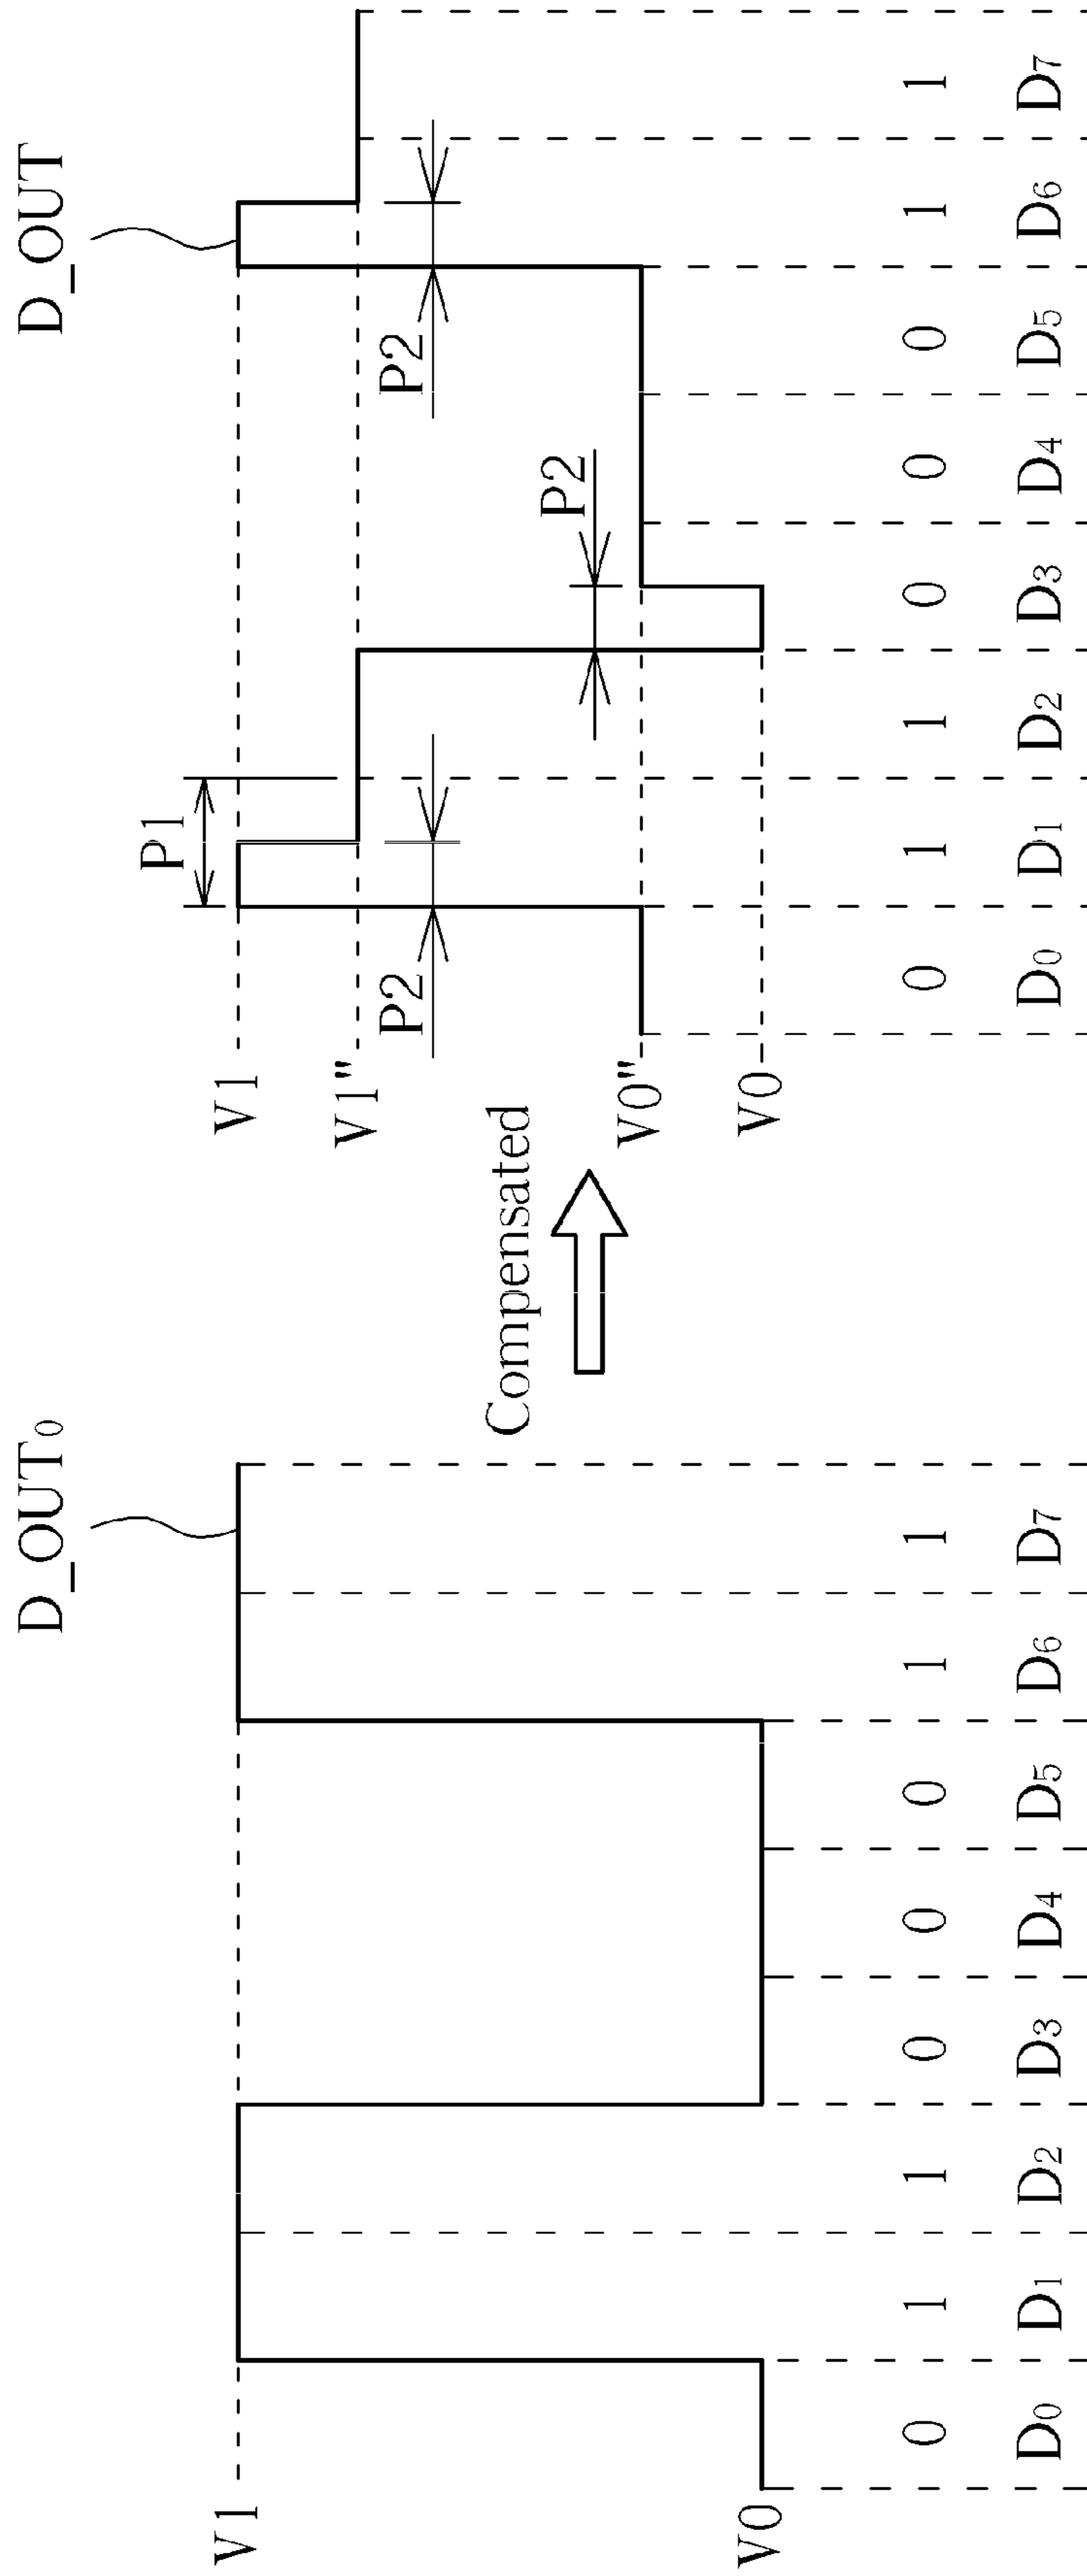 D_OUT0
V1
V0
0 1 1 0 0 0 1 1
D0 D1 D2 D3 D4 D5 D6 D7
Compensated
D_OUT
P1
V1
V1"
P2
P2
P2
V0"
V0
0 1 1 0 0 0 1 1
D0 D1 D2 D3 D4 D5 D6 D7